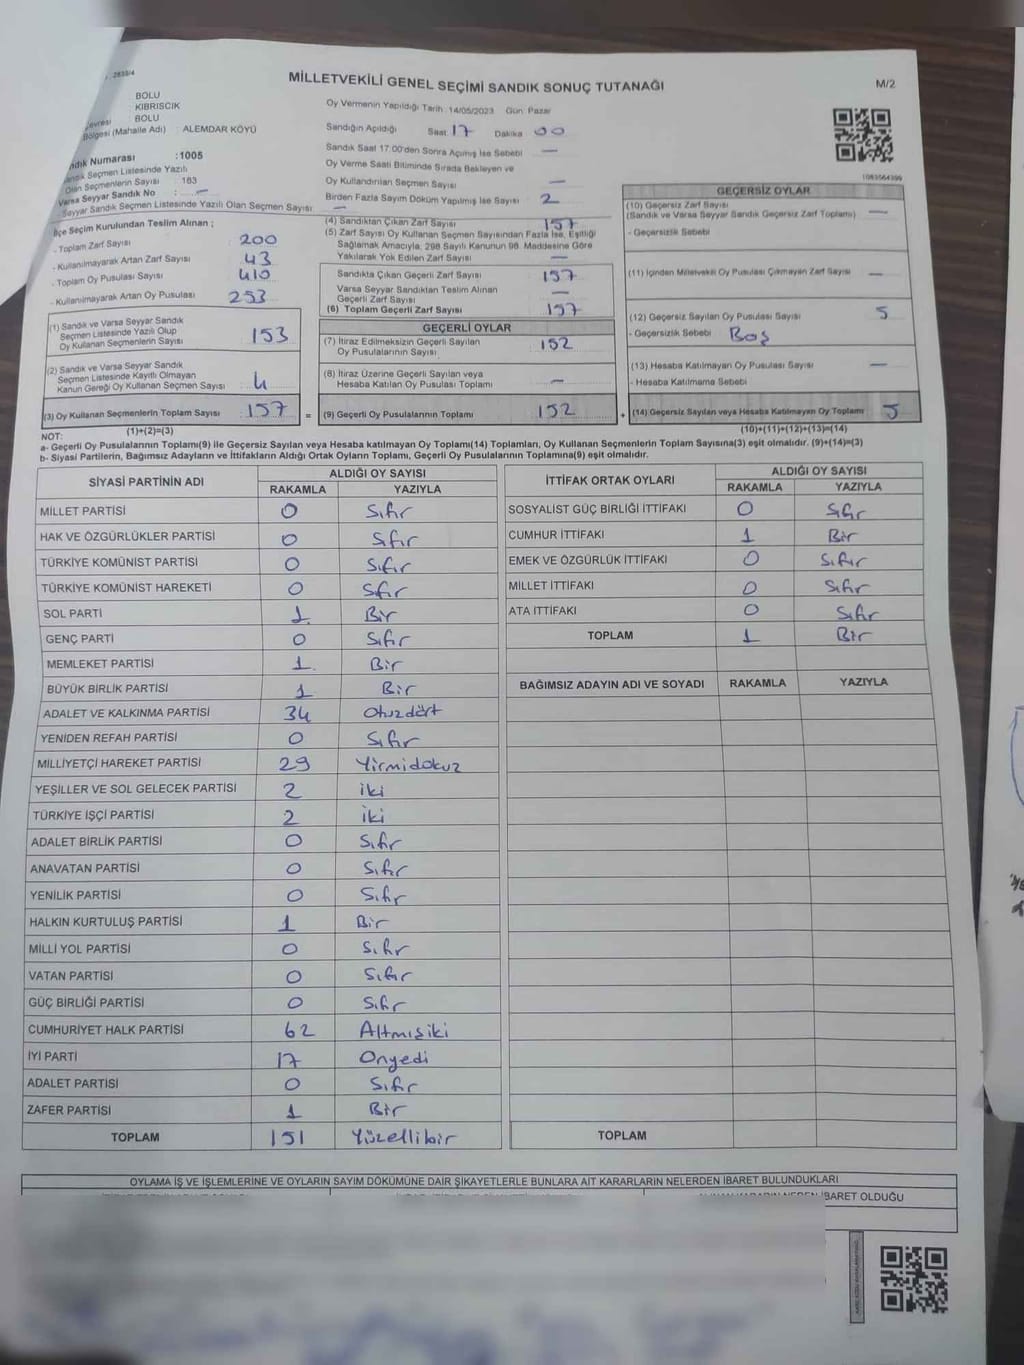 2839/4
MİLLETVEKİLİ GENEL SEÇİMİ SANDIK SONUÇ TUTANAĞI
M/2
BOLU
KIBRISCIK
BOLU
Bölgesi (Mahalle Adı) ALEMDAR KÖYÜ
Sandık Numarası :1005
Sandık Seçmen Listesinde Yazılı
Olan Seçmenlerin Sayısı : 163
Varsa Seyyar Sandık No : —
- Seyyar Sandık Seçmen Listesinde Yazılı Olan Seçmen Sayısı: —
İlçe Seçim Kurulundan Teslim Alınan ;
- Toplam Zarf Sayısı 200
- Kullanılmayarak Artan Zarf Sayısı 43
- Toplam Oy Pusulası Sayısı 410
- Kullanılmayarak Artan Oy Pusulası 253
(1) Sandık ve Varsa Seyyar Sandık
Seçmen Listesinde Yazılı Olup
Oy Kullanan Seçmenlerin Sayısı 153
(2) Sandık ve Varsa Seyyar Sandık
Seçmen Listesinde Kayıtlı Olmayan
Kanun Gereği Oy Kullanan Seçmen Sayısı 4
(3) Oy Kullanan Seçmenlerin Toplam Sayısı : 157 =
(1)+(2)=(3)
Oy Vermenin Yapıldığı Tarih :14/05/2023 Gün Pazar
Sandığın Açıldığı Saat 17 Dakika 00
Sandık Saat 17:00'den Sonra Açılmış İse Sebebi —
Oy Verme Saati Bitiminde Sırada Bekleyen ve
Oy Kullandırılan Seçmen Sayısı —
Birden Fazla Sayım Döküm Yapılmış İse Sayısı 2
(4) Sandıktan Çıkan Zarf Sayısı 157
(5) Zarf Sayısı Oy Kullanan Seçmen Sayısından Fazla İse, Eşitliği
Sağlamak Amacıyla, 298 Sayılı Kanunun 98. Maddesine Göre
Yakılarak Yok Edilen Zarf Sayısı —
Sandıkta Çıkan Geçerli Zarf Sayısı 157
Varsa Seyyar Sandıktan Teslim Alınan
Geçerli Zarf Sayısı —
(6) Toplam Geçerli Zarf Sayısı 157
GEÇERLİ OYLAR
(7) İtiraz Edilmeksizin Geçerli Sayılan
Oy Pusulalarının Sayısı 152
(8) İtiraz Üzerine Geçerli Sayılan veya
Hesaba Katılan Oy Pusulası Toplamı —
(9) Geçerli Oy Pusulalarının Toplamı 152 +
1083564399
GEÇERSİZ OYLAR
(10) Geçersiz Zarf Sayısı
(Sandık ve Varsa Seyyar Sandık Geçersiz Zarf Toplamı) —
- Geçersizlik Sebebi
(11) İçinden Milletvekili Oy Pusulası Çıkmayan Zarf Sayısı —
(12) Geçersiz Sayılan Oy Pusulası Sayısı 5
- Geçersizlik Sebebi Boş
(13) Hesaba Katılmayan Oy Pusulası Sayısı —
- Hesaba Katılmama Sebebi
(14) Geçersiz Sayılan veya Hesaba Katılmayan Oy Toplamı 5
(10)+(11)+(12)+(13)=(14)
NOT:
a- Geçerli Oy Pusulalarının Toplamı(9) ile Geçersiz Sayılan veya Hesaba katılmayan Oy Toplamı(14) Toplamları, Oy Kullanan Seçmenlerin Toplam Sayısına(3) eşit olmalıdır. (9)+(14)=(3)
b- Siyasi Partilerin, Bağımsız Adayların ve İttifakların Aldığı Ortak Oyların Toplamı, Geçerli Oy Pusulalarının Toplamına(9) eşit olmalıdır.
SİYASİ PARTİNİN ADI ALDIĞI OY SAYISI
RAKAMLA YAZIYLA
MİLLET PARTİSİ 0 Sıfır
HAK VE ÖZGÜRLÜKLER PARTİSİ 0 Sıfır
TÜRKİYE KOMÜNİST PARTİSİ 0 Sıfır
TÜRKİYE KOMÜNİST HAREKETİ 0 Sıfır
SOL PARTİ 1 Bir
GENÇ PARTİ 0 Sıfır
MEMLEKET PARTİSİ 1 Bir
BÜYÜK BİRLİK PARTİSİ 1 Bir
ADALET VE KALKINMA PARTİSİ 34 Otuzdört
YENİDEN REFAH PARTİSİ 0 Sıfır
MİLLİYETÇİ HAREKET PARTİSİ 29 Yirmidokuz
YEŞİLLER VE SOL GELECEK PARTİSİ 2 iki
TÜRKİYE İŞÇİ PARTİSİ 2 iki
ADALET BİRLİK PARTİSİ 0 Sıfır
ANAVATAN PARTİSİ 0 Sıfır
YENİLİK PARTİSİ 0 Sıfır
HALKIN KURTULUŞ PARTİSİ 1 Bir
MİLLİ YOL PARTİSİ 0 Sıfır
VATAN PARTİSİ 0 Sıfır
GÜÇ BİRLİĞİ PARTİSİ 0 Sıfır
CUMHURİYET HALK PARTİSİ 62 Altmışiki
İYİ PARTİ 17 Onyedi
ADALET PARTİSİ 0 Sıfır
ZAFER PARTİSİ 1 Bir
TOPLAM 151 Yüzellibir
İTTİFAK ORTAK OYLARI ALDIĞI OY SAYISI
RAKAMLA YAZIYLA
SOSYALIST GÜÇ BİRLİĞİ İTTİFAKI 0 Sıfır
CUMHUR İTTİFAKI 1 Bir
EMEK VE ÖZGÜRLÜK İTTİFAKI 0 Sıfır
MİLLET İTTİFAKI 0 Sıfır
ATA İTTİFAKI 0 Sıfır
TOPLAM 1 Bir
BAĞIMSIZ ADAYIN ADI VE SOYADI RAKAMLA YAZIYLA
TOPLAM
OYLAMA İŞ VE İŞLEMLERİNE VE OYLARIN SAYIM DÖKÜMÜNE DAİR ŞİKAYETLERLE BUNLARA AİT KARARLARIN NELERDEN İBARET BULUNDUKLARI
İBARET OLDUĞU